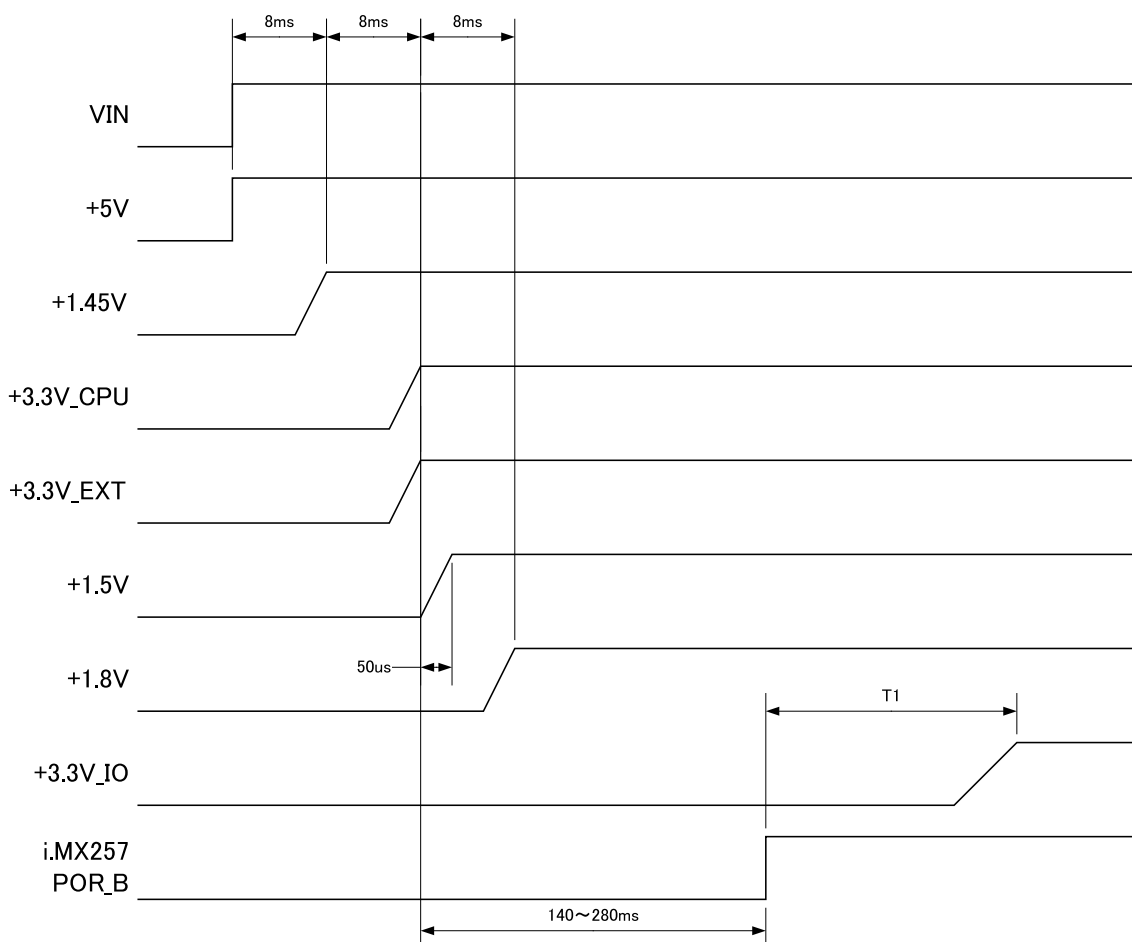 8ms 8ms 8ms
VIN
+5V
+1.45V
+3.3V_CPU
+3.3V_EXT
+1.5V
50us
+1.8V
T1
+3.3V_IO
i.MX257
POR_B
140～280ms